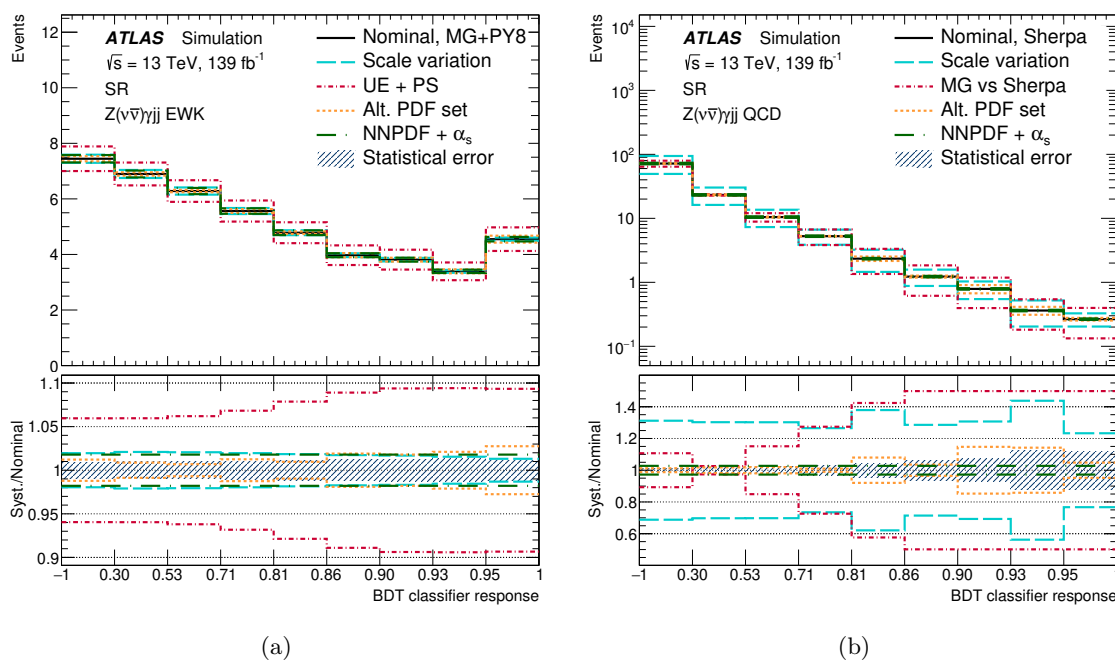 Events
12
10
8
6
4
2
0
ATLAS Simulation
√s = 13 TeV, 139 fb⁻¹
SR
Z(νν̅)γjj EWK
Nominal, MG+PY8
Scale variation
UE + PS
Alt. PDF set
NNPDF + αₛ
Statistical error
Syst./Nominal
1.1
1.05
1
0.95
0.9
−1 0.30 0.53 0.71 0.81 0.86 0.90 0.93 0.95 1
BDT classifier response
(a)
Events
10⁴
10³
10²
10
1
10⁻¹
ATLAS Simulation
√s = 13 TeV, 139 fb⁻¹
SR
Z(νν̅)γjj QCD
Nominal, Sherpa
Scale variation
MG vs Sherpa
Alt. PDF set
NNPDF + αₛ
Statistical error
Syst./Nominal
1.4
1.2
1.0
0.8
0.6
−1 0.30 0.53 0.71 0.81 0.86 0.90 0.93 0.95 1
BDT classifier response
(b)